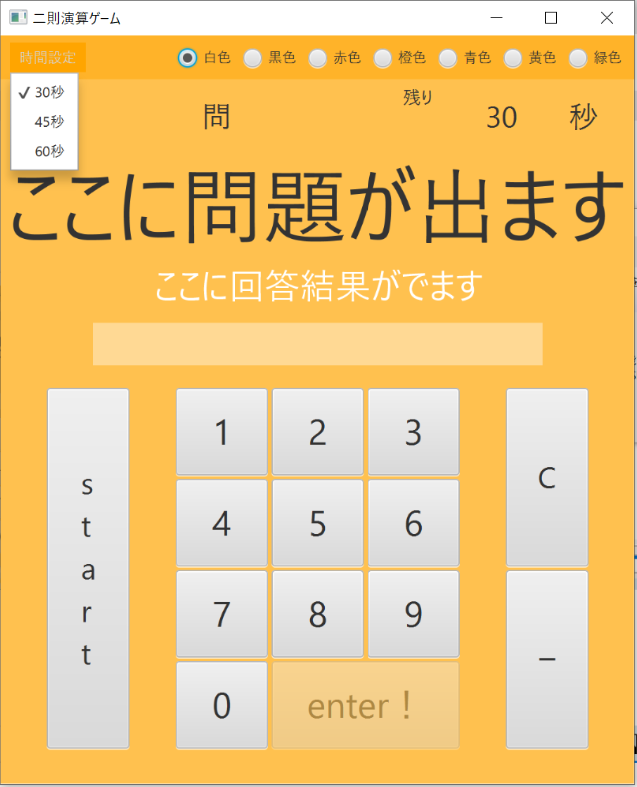 二則演算ゲーム
時間設定 白色 黒色 赤色 橙色 青色 黄色 緑色
✓ 30秒
45秒
60秒
問 残り 30 秒
ここに問題が出ます
ここに回答結果がでます
start
1 2 3
4 5 6
7 8 9
0 enter！
C
−